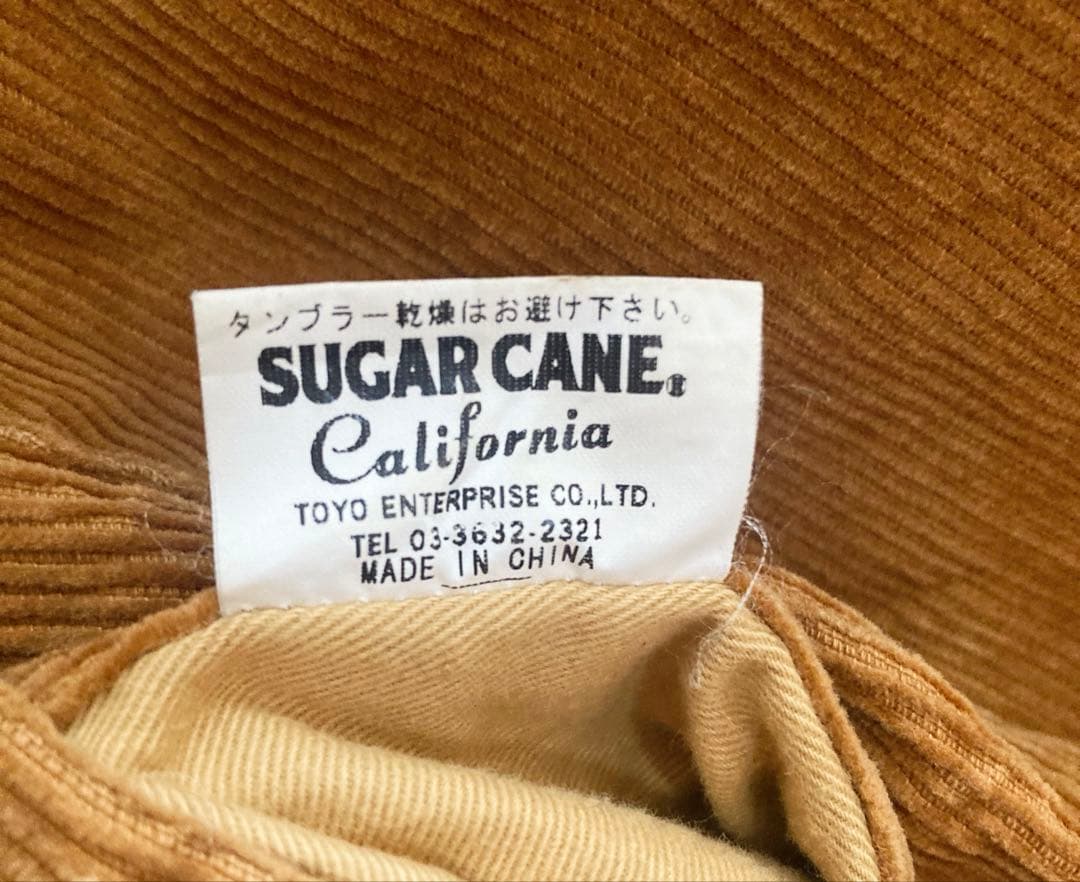 タンブラー乾燥はお避け下さい。
SUGAR CANE®
California
TOYO ENTERPRISE CO.,LTD.
TEL 03-3632-2321
MADE IN CHINA